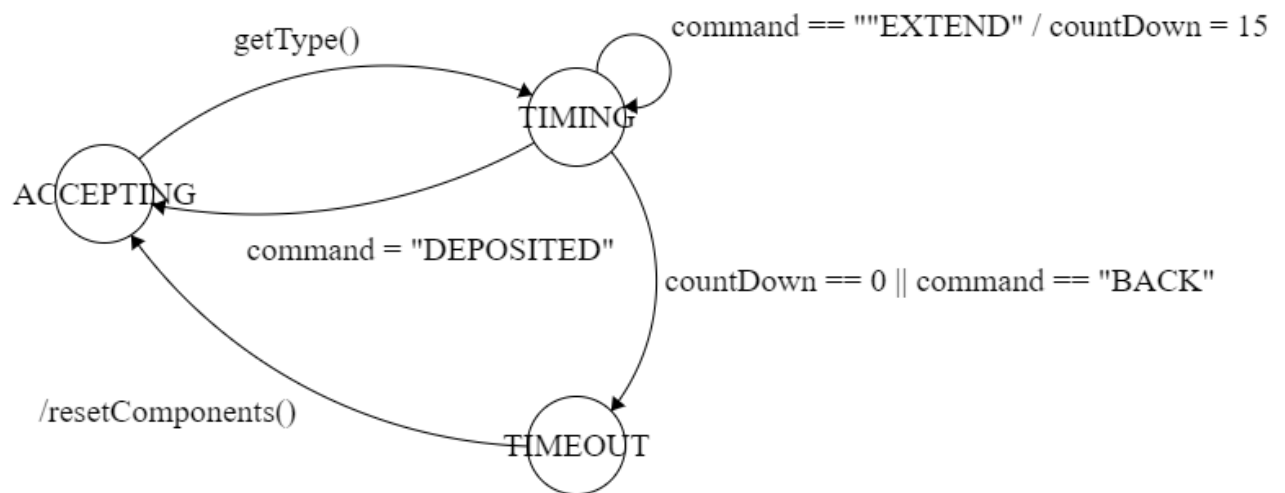 command == ""EXTEND" / countDown = 15
getType()
TIMING
ACCEPTING
command = "DEPOSITED"
countDown == 0 || command == "BACK"
/resetComponents()
TIMEOUT